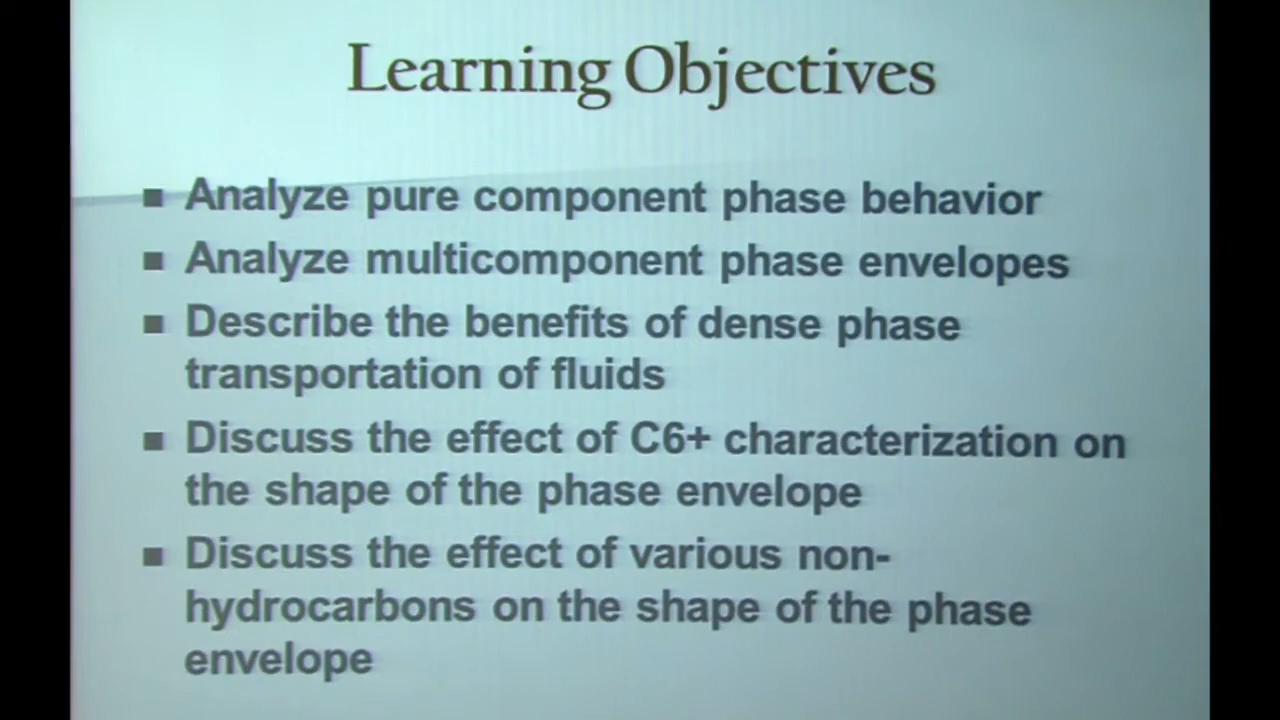 Learning Objectives
■ Analyze pure component phase behavior
■ Analyze multicomponent phase envelopes
■ Describe the benefits of dense phase
transportation of fluids
■ Discuss the effect of C6+ characterization on
the shape of the phase envelope
■ Discuss the effect of various non-
hydrocarbons on the shape of the phase
envelope